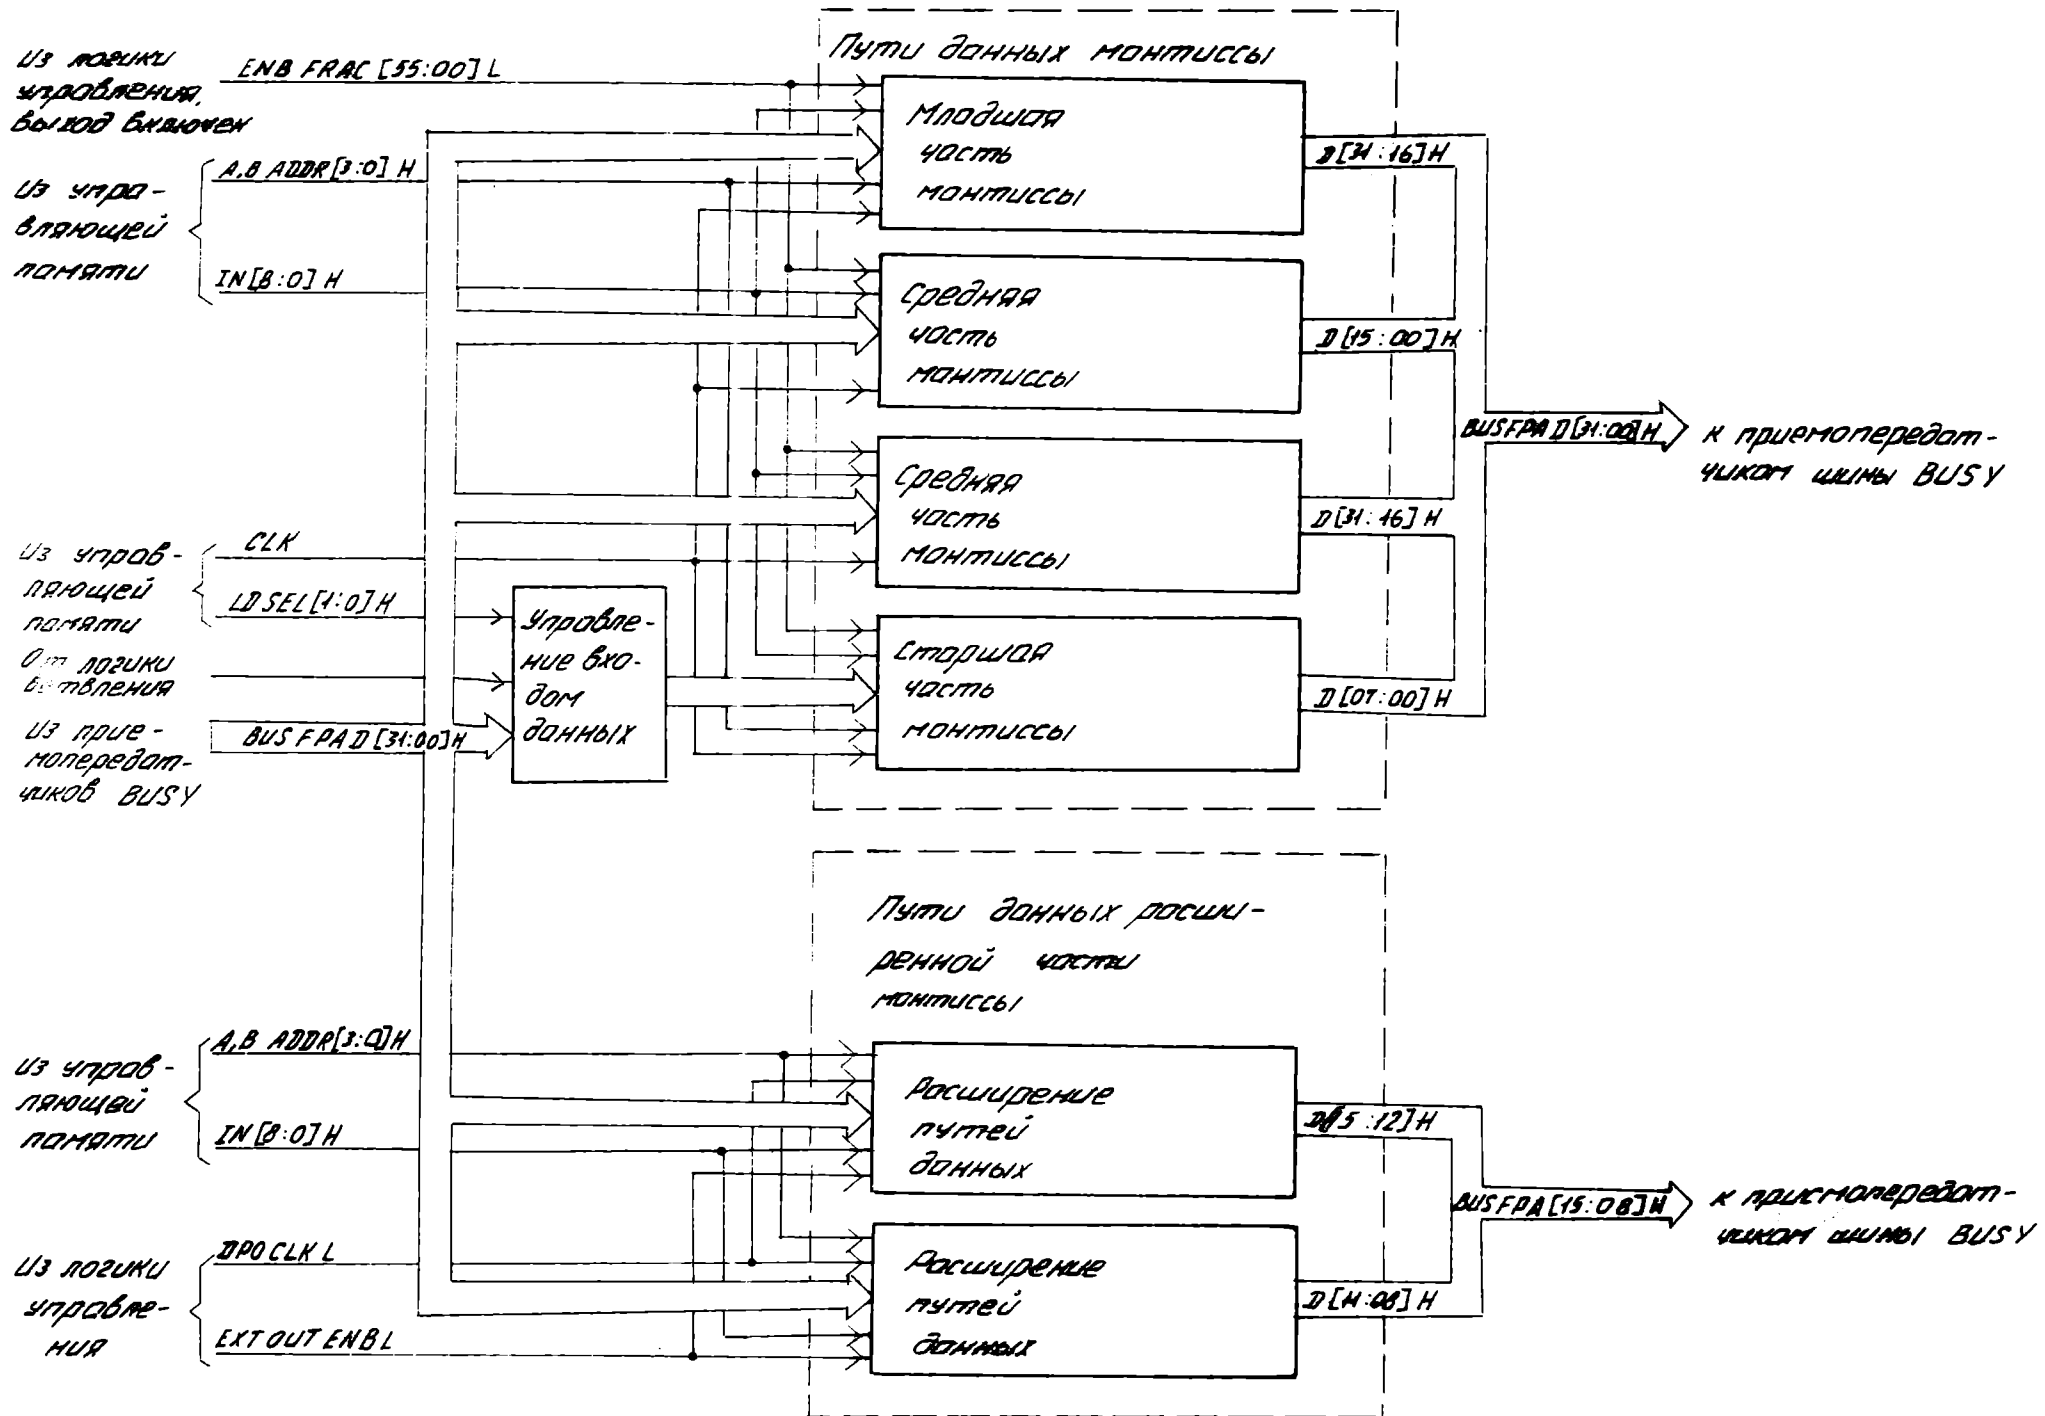 Пути данных мантиссы
Из логики
управления,
выход включен
ENB FRAC [55:00] L
Из упра-
вляющей
памяти
A,B ADDR[3:0] H
IN[8:0] H
Младшая
часть
мантиссы
D[31:16]H
Средняя
часть
мантиссы
D[15:00]H
Средняя
часть
мантиссы
D[31:16]H
Старшая
часть
мантиссы
D[07:00]H
BUSFPA D[31:00]H
к приемопередат-
чикам шины BUSY
Из управ-
ляющей
памяти
CLK
LD SEL[1:0]H
От логики
ветвления
Из прие-
мопередат-
чиков BUSY
BUS FPA D[31:00]H
Управле-
ние вхо-
дом
данных
Пути данных расши-
ренной части
мантиссы
Из управ-
ляющей
памяти
A,B ADDR[3:0]H
IN[8:0] H
Из логики
управле-
ния
DPO CLK L
EXT OUT ENB L
Расширение
путей
данных
D[15:12]H
Расширение
путей
данных
D[11:08]H
BUSFPA[15:08]H
к приемопередат-
чикам шины BUSY